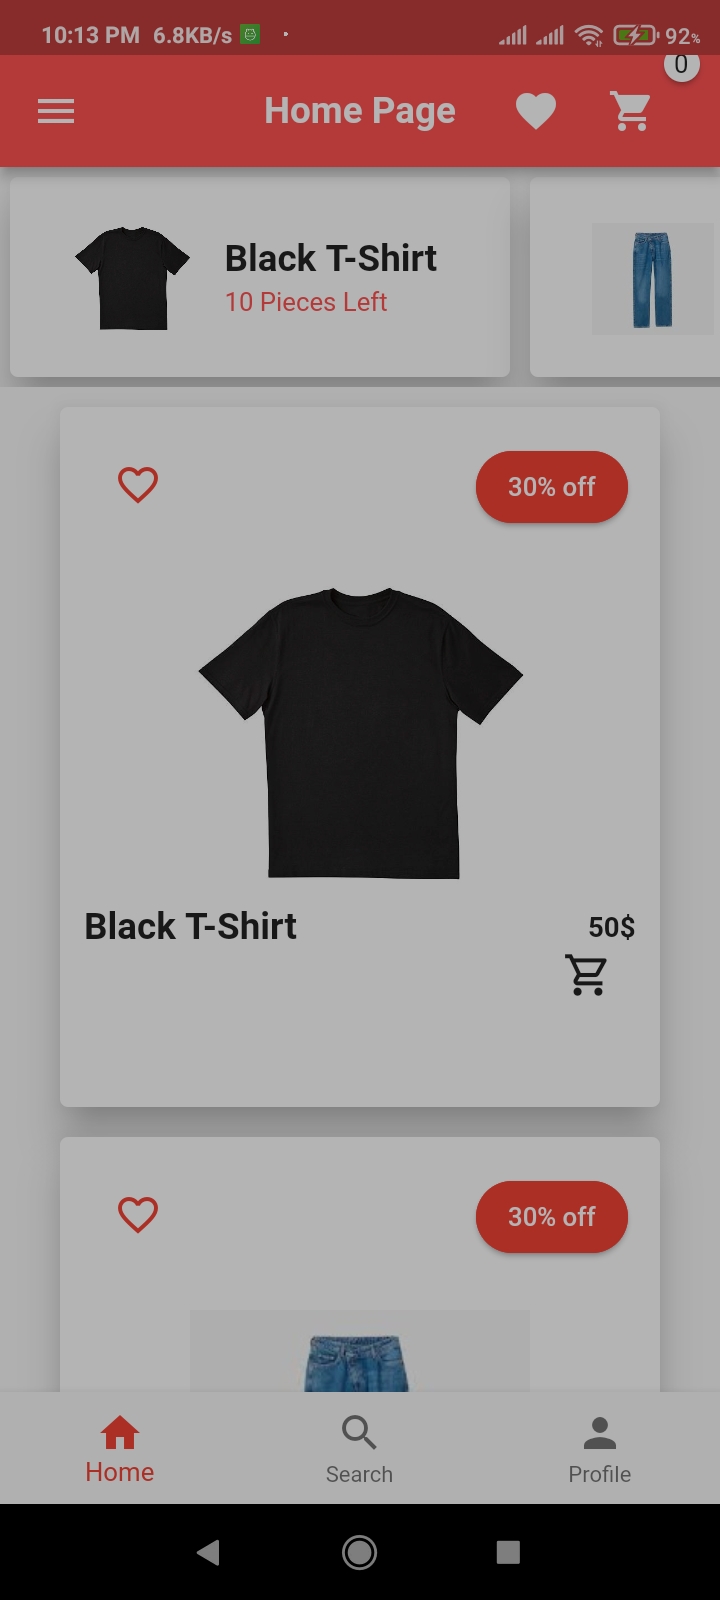 10:13 PM 6.8KB/s 92%
0
Home Page
Black T-Shirt
10 Pieces Left
30% off
Black T-Shirt 50$
30% off
Home Search Profile